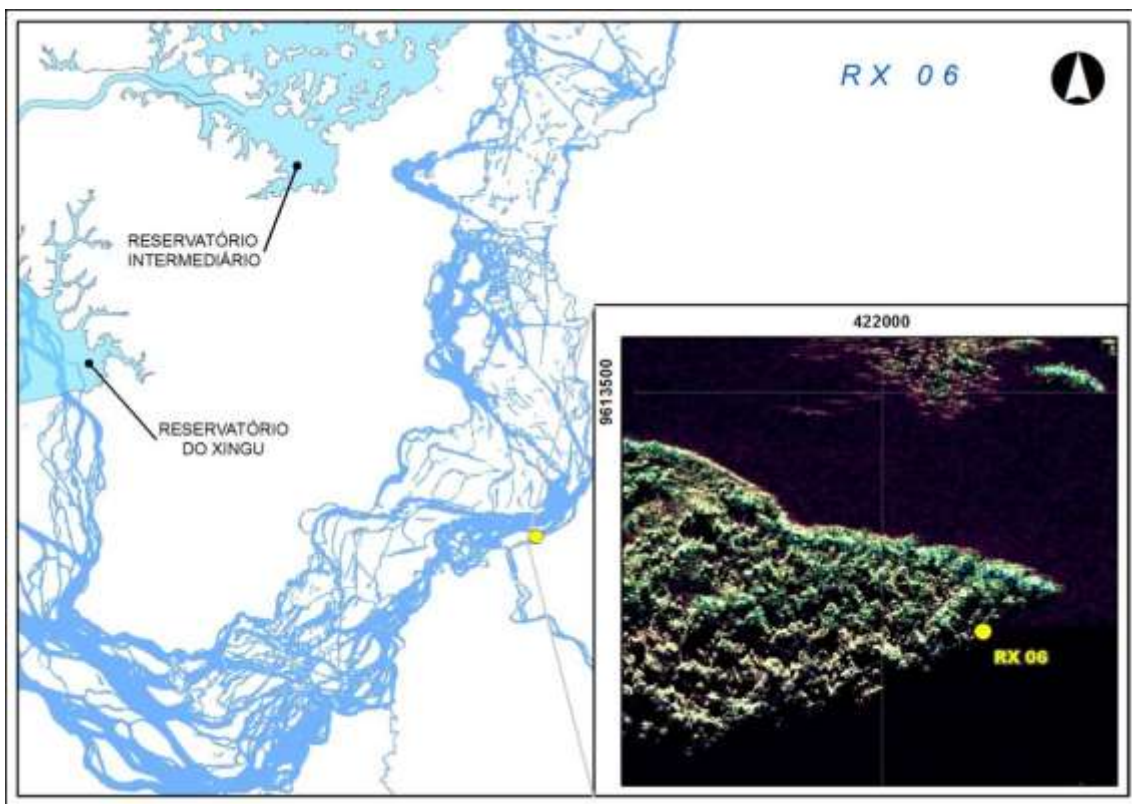 RX 06
RESERVATÓRIO
INTERMEDIÁRIO
RESERVATÓRIO
DO XINGU
422000
9613500
RX 06